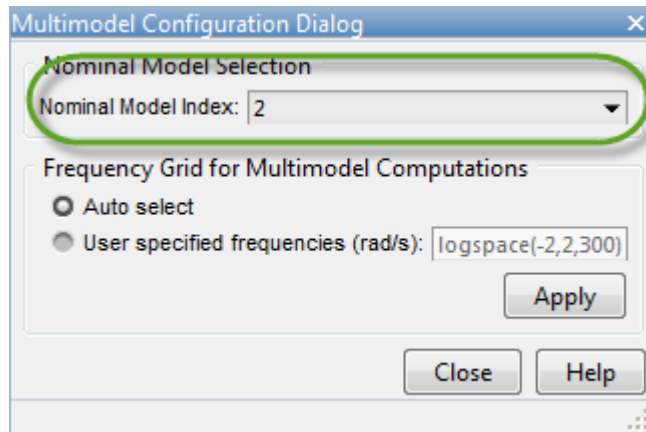 Multimodel Configuration Dialog
Nominal Model Selection
Nominal Model Index: 2
Frequency Grid for Multimodel Computations
Auto select
User specified frequencies (rad/s): logspace(-2,2,300)
Apply
Close Help